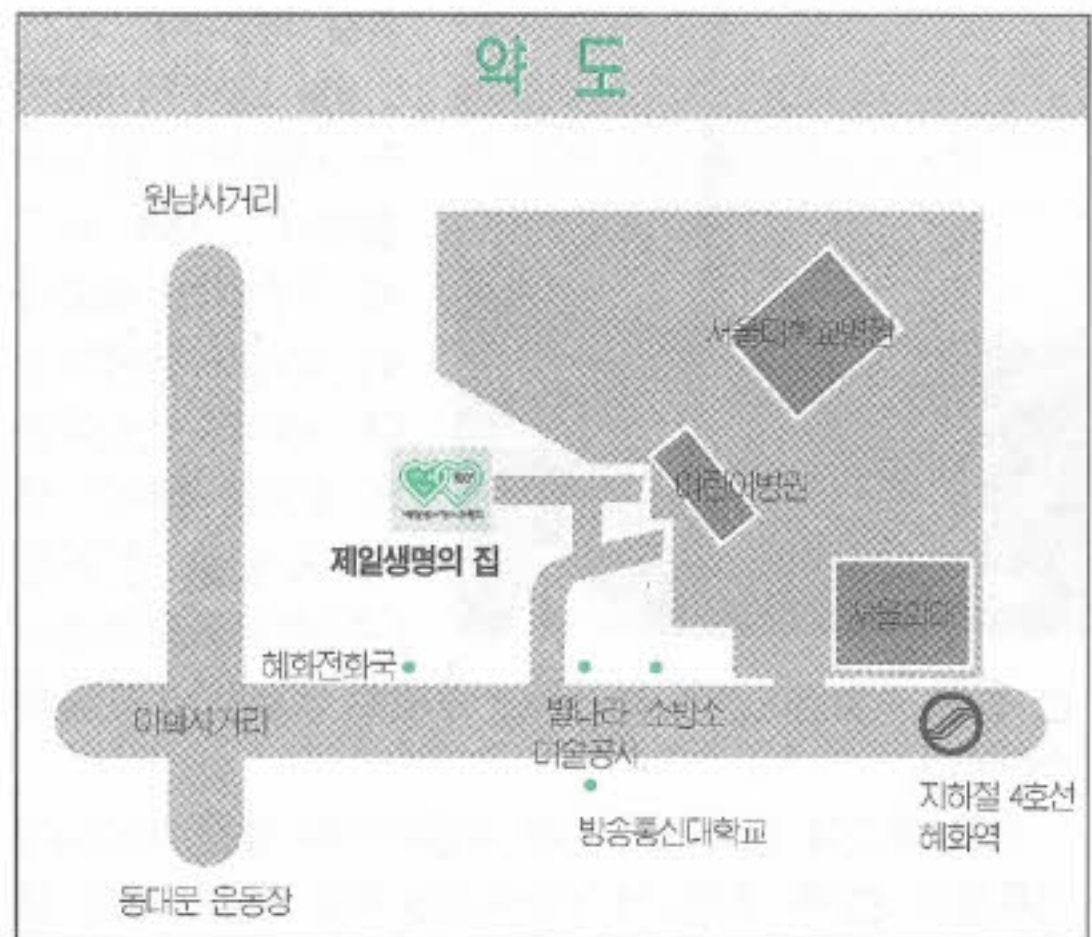 약 도
원남사거리
서울대학교병원
어린이병원
제일생명의 집
서울의대
혜화전화국
이화사거리
별나라 소방소
미술공사
방송통신대학교
지하철 4호선
혜화역
동대문 운동장